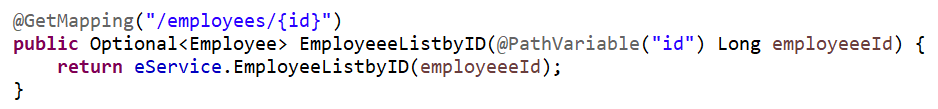 @GetMapping("/employees/{id}")
public Optional<Employee> EmployeeeListbyID(@PathVariable("id") Long employeeeId) {
return eService.EmployeeListbyID(employeeeId);
}